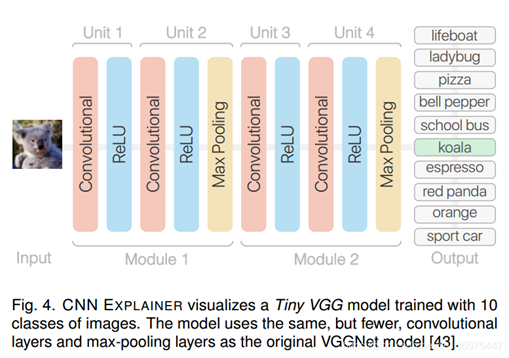 Unit 1
Unit 2
Unit 3
Unit 4
Convolutional
ReLU
Convolutional
ReLU
Max Pooling
Convolutional
ReLU
Convolutional
ReLU
Max Pooling
lifeboat
ladybug
pizza
bell pepper
school bus
koala
espresso
red panda
orange
sport car
Input
Module 1
Module 2
Output
Fig. 4. CNN EXPLAINER visualizes a Tiny VGG model trained with 10
classes of images. The model uses the same, but fewer, convolutional
layers and max-pooling layers as the original VGGNet model [43].